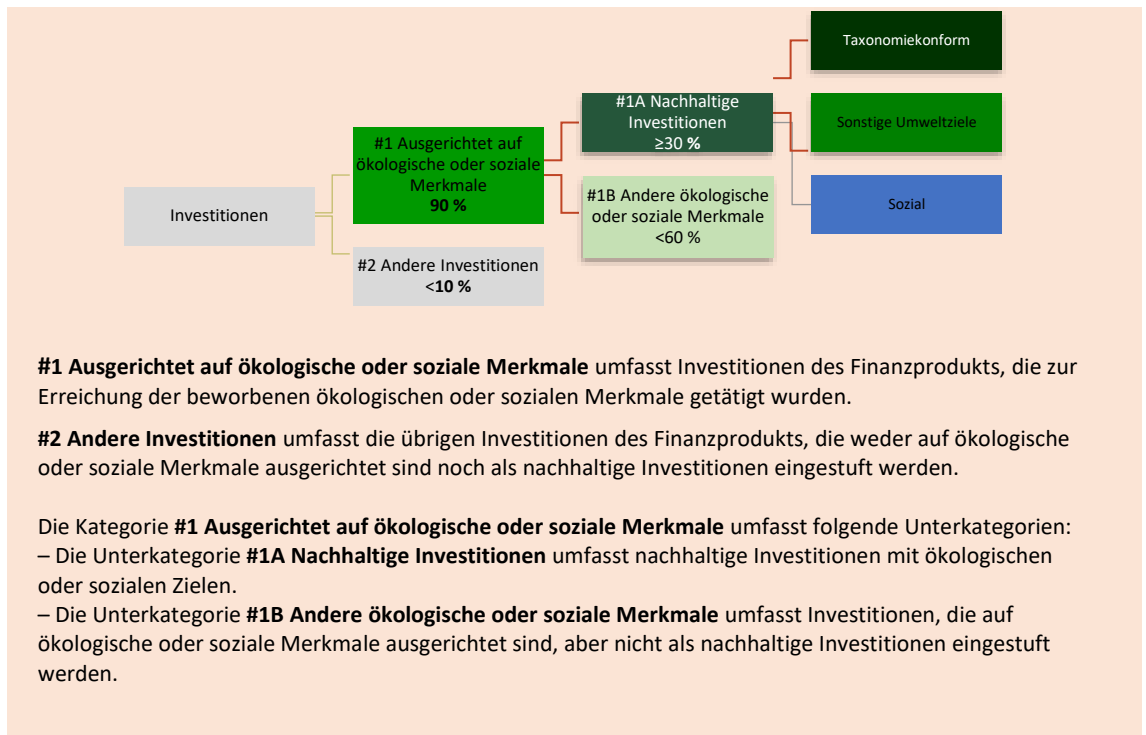 Taxonomiekonform
#1A Nachhaltige
Investitionen
≥30 %
Sonstige Umweltziele
#1 Ausgerichtet auf
ökologische oder soziale
Merkmale
90 %
#1B Andere ökologische
oder soziale Merkmale
<60 %
Sozial
Investitionen
#2 Andere Investitionen
<10 %
#1 Ausgerichtet auf ökologische oder soziale Merkmale umfasst Investitionen des Finanzprodukts, die zur
Erreichung der beworbenen ökologischen oder sozialen Merkmale getätigt wurden.
#2 Andere Investitionen umfasst die übrigen Investitionen des Finanzprodukts, die weder auf ökologische
oder soziale Merkmale ausgerichtet sind noch als nachhaltige Investitionen eingestuft werden.
Die Kategorie #1 Ausgerichtet auf ökologische oder soziale Merkmale umfasst folgende Unterkategorien:
– Die Unterkategorie #1A Nachhaltige Investitionen umfasst nachhaltige Investitionen mit ökologischen
oder sozialen Zielen.
– Die Unterkategorie #1B Andere ökologische oder soziale Merkmale umfasst Investitionen, die auf
ökologische oder soziale Merkmale ausgerichtet sind, aber nicht als nachhaltige Investitionen eingestuft
werden.